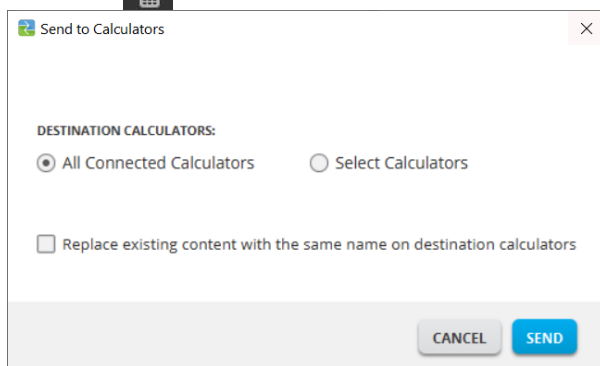 Send to Calculators
DESTINATION CALCULATORS:
All Connected Calculators
Select Calculators
Replace existing content with the same name on destination calculators
CANCEL
SEND